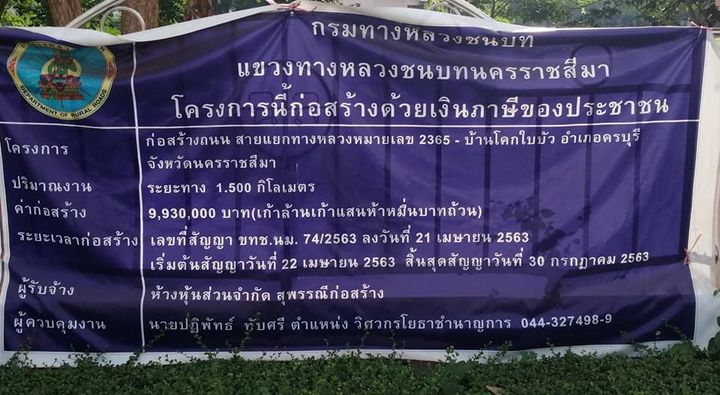 กรมทางหลวงชนบท
แขวงทางหลวงชนบทนครราชสีมา
โครงการนี้ก่อสร้างด้วยเงินภาษีของประชาชน
DEPARTMENT OF RURAL ROADS
โครงการ ก่อสร้างถนน สายแยกทางหลวงหมายเลข 2365 - บ้านโคกใบบัว อำเภอครบุรี
จังหวัดนครราชสีมา
ปริมาณงาน ระยะทาง 1.500 กิโลเมตร
ค่าก่อสร้าง 9,930,000 บาท(เก้าล้านเก้าแสนห้าหมื่นบาทถ้วน)
ระยะเวลาก่อสร้าง เลขที่สัญญา ขทช.นม. 74/2563 ลงวันที่ 21 เมษายน 2563
เริ่มต้นสัญญาวันที่ 22 เมษายน 2563 สิ้นสุดสัญญาวันที่ 30 กรกฎาคม 2563
ผู้รับจ้าง ห้างหุ้นส่วนจำกัด สุพรรณีก่อสร้าง
ผู้ควบคุมงาน นายปฏิพัทธ์ ทับศรี ตำแหน่ง วิศวกรโยธาชำนาญการ 044-327498-9